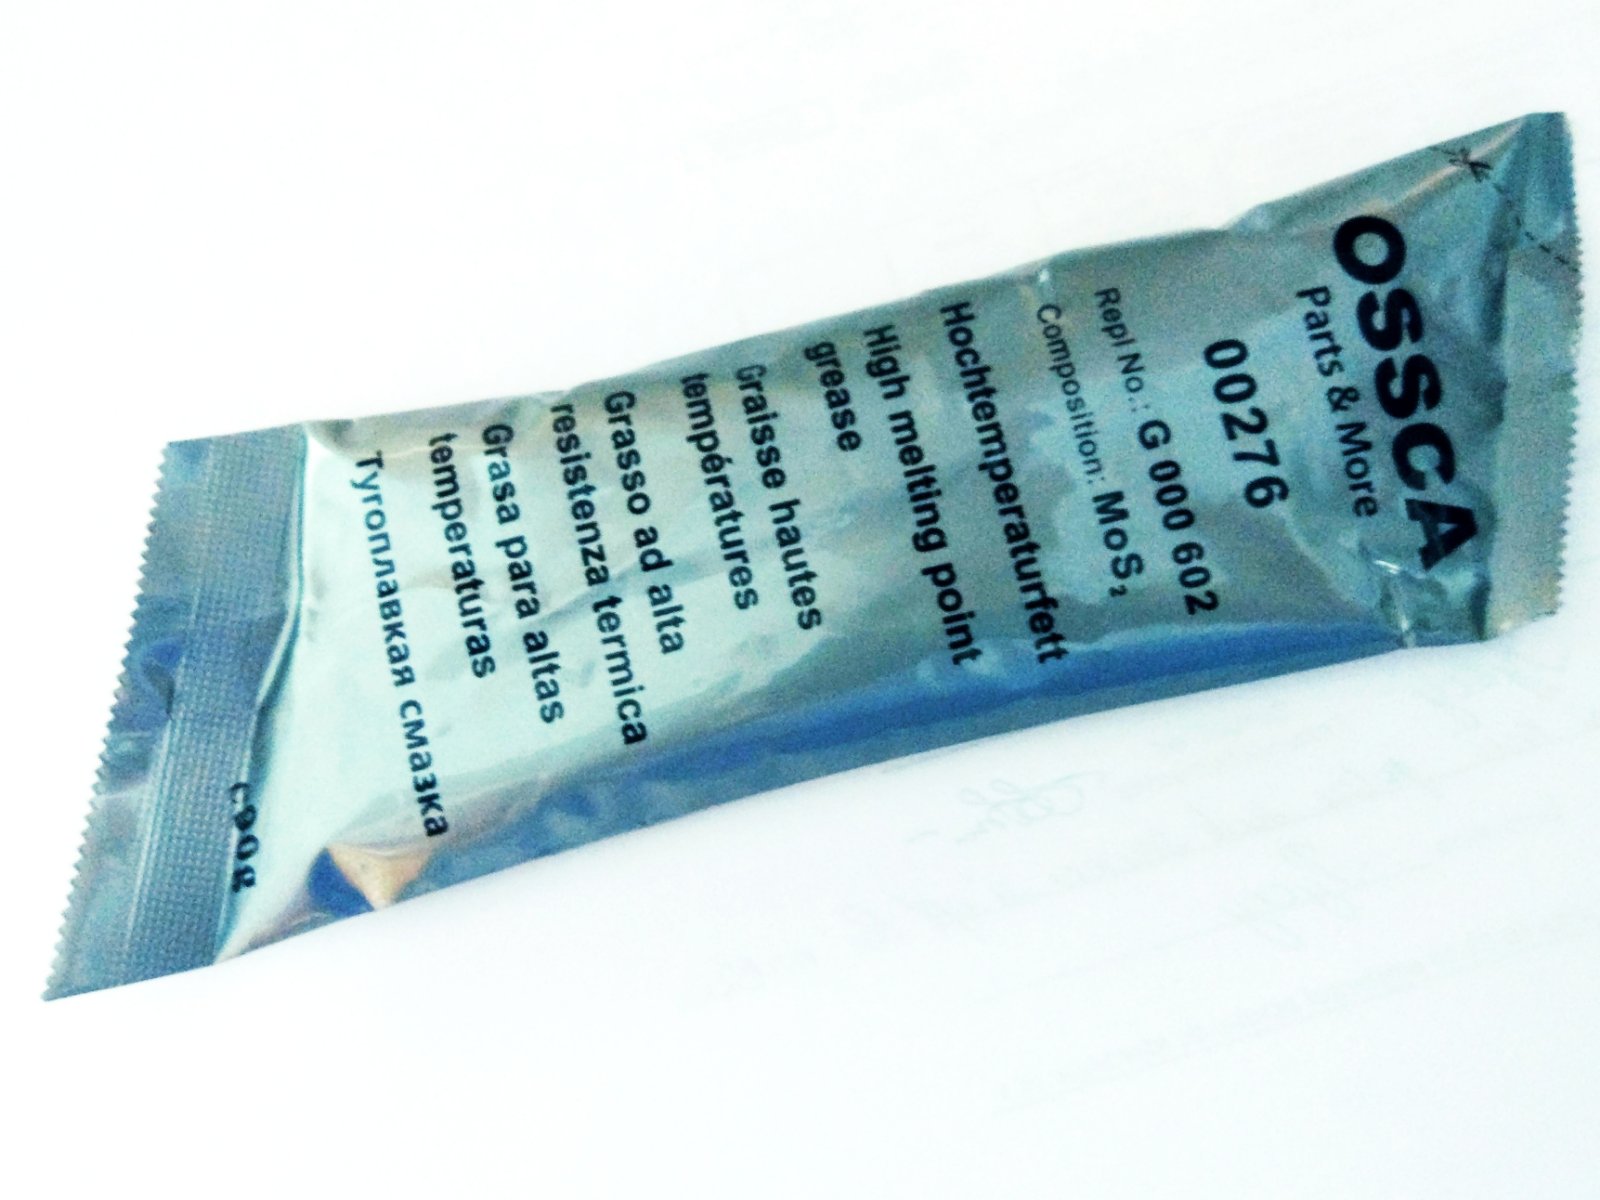 OSSCA
Parts & More
00276
Repl No.: G 000 602
Composition: MoS₂
Hochtemperaturfett
High melting point
grease
Graisse hautes
températures
Grasso ad alta
resistenza termica
Grasa para altas
temperaturas
Тугоплавкая смазка